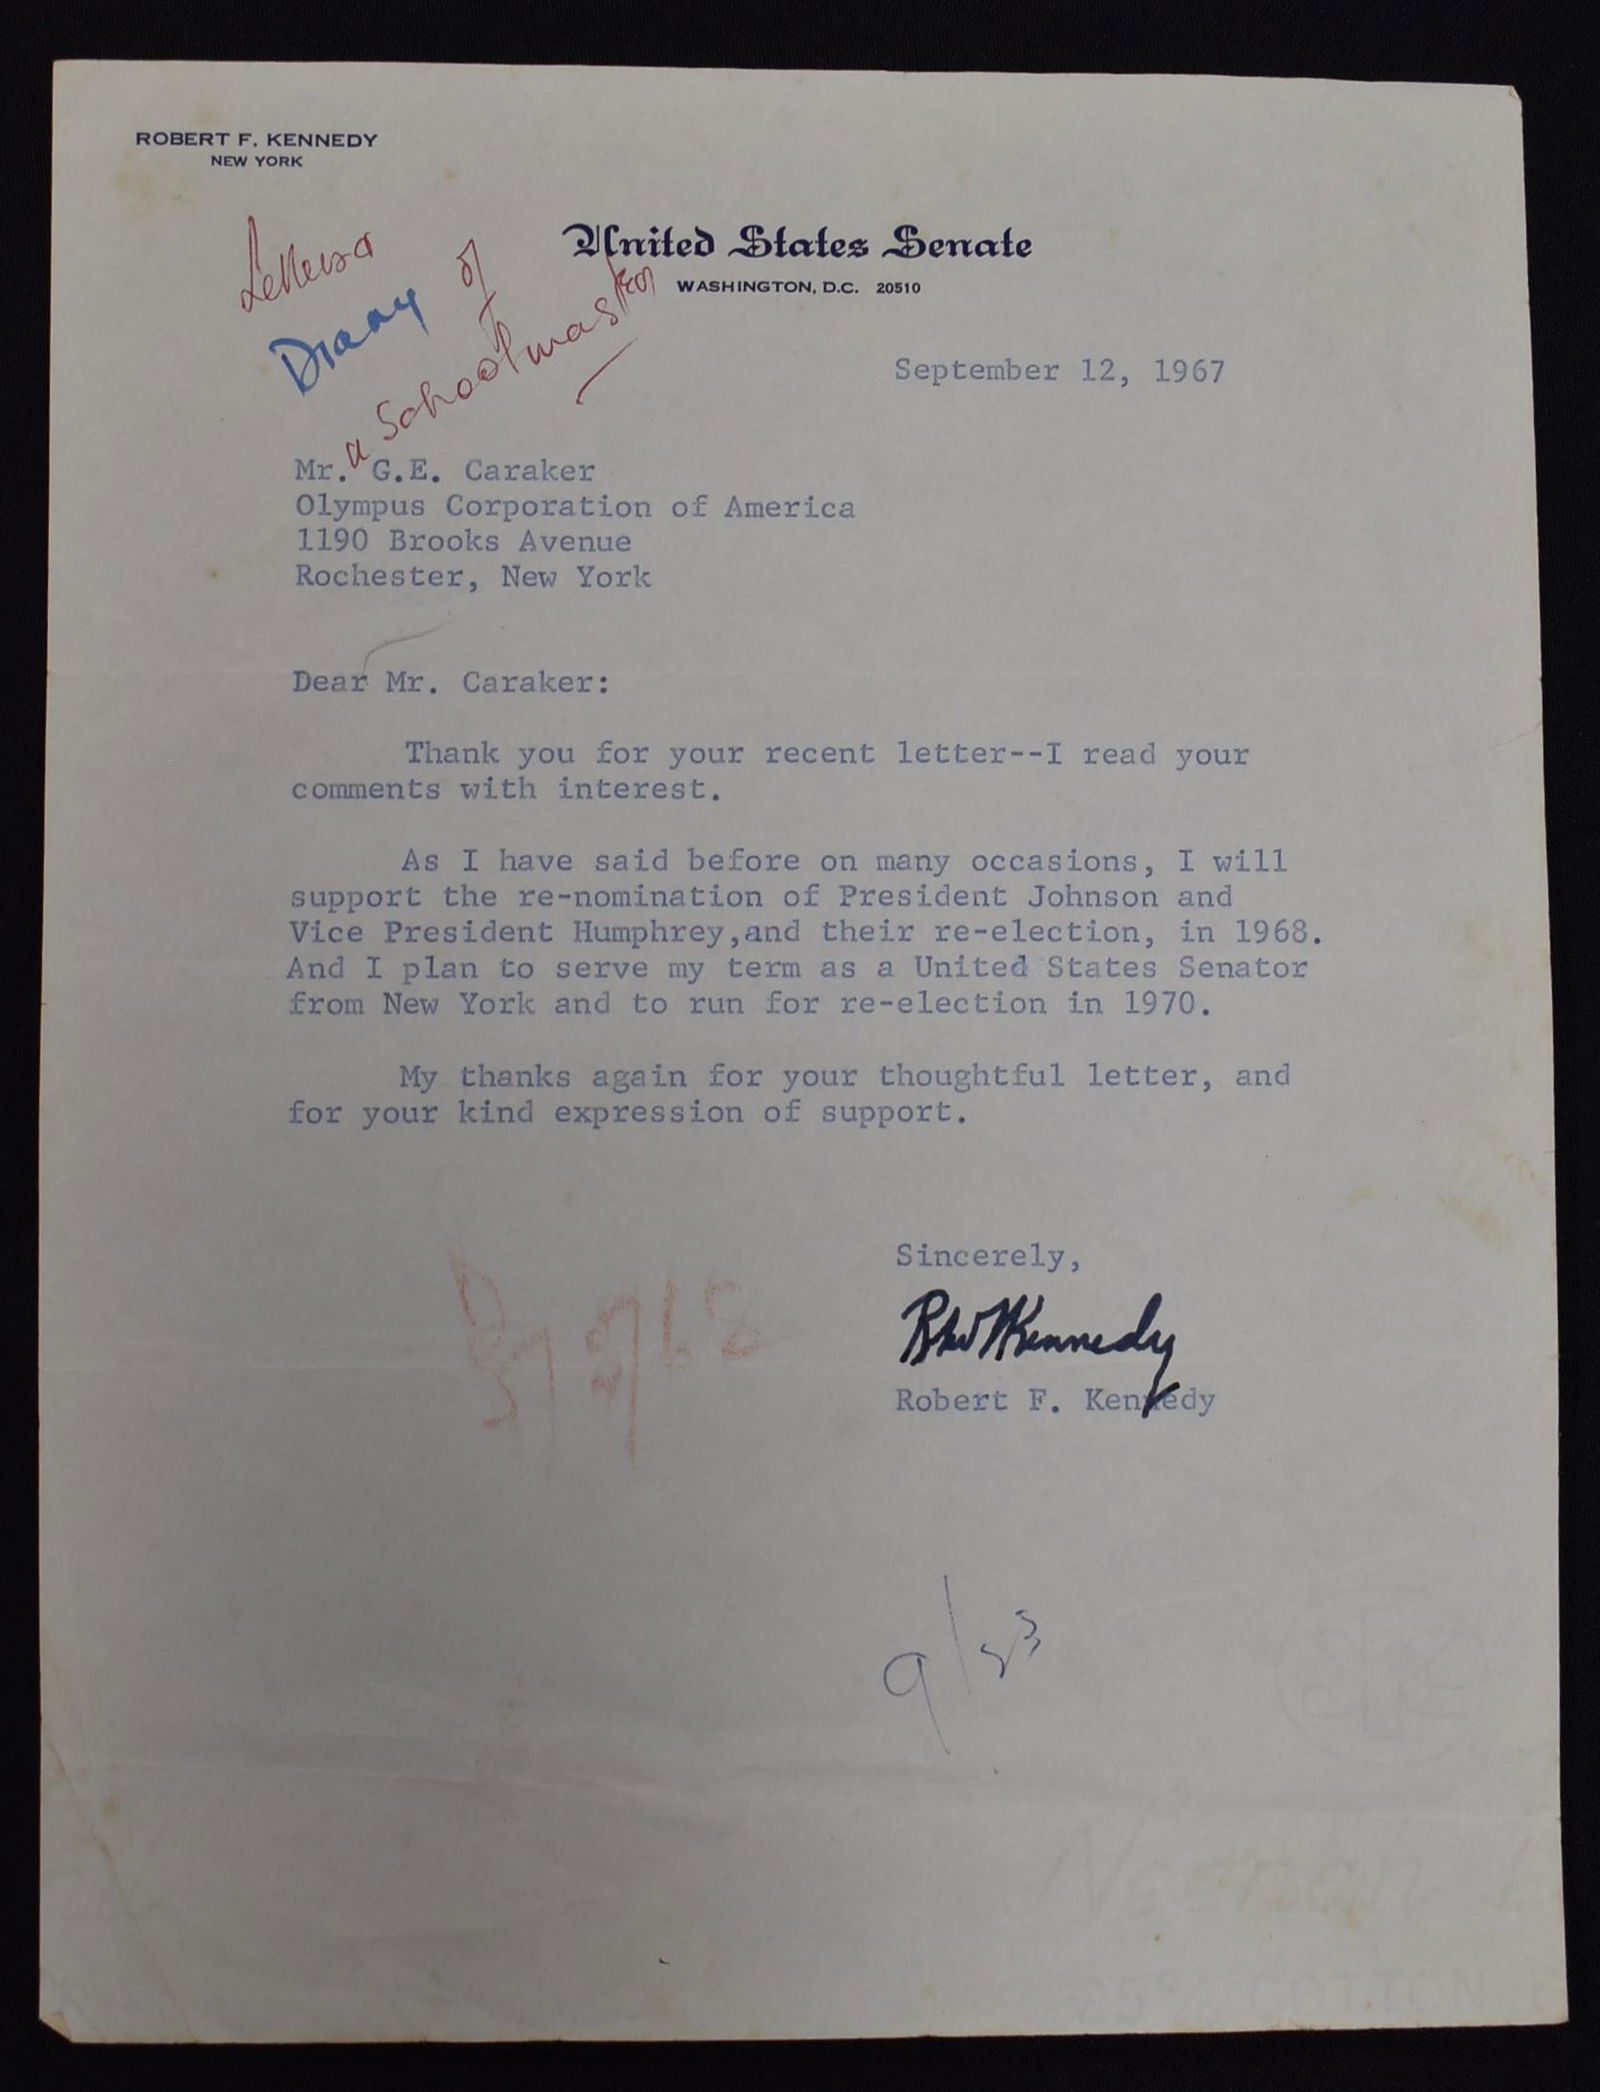 ROBERT F. KENNEDY
NEW YORK
United States Senate
WASHINGTON, D.C. 20510
Diary of
a Schoolmaster
September 12, 1967
Mr. G.E. Caraker
Olympus Corporation of America
1190 Brooks Avenue
Rochester, New York
Dear Mr. Caraker:
Thank you for your recent letter--I read your
comments with interest.
As I have said before on many occasions, I will
support the re-nomination of President Johnson and
Vice President Humphrey,and their re-election, in 1968.
And I plan to serve my term as a United States Senator
from New York and to run for re-election in 1970.
My thanks again for your thoughtful letter, and
for your kind expression of support.
Sincerely,
Robert Kennedy
Robert F. Kennedy
9/23